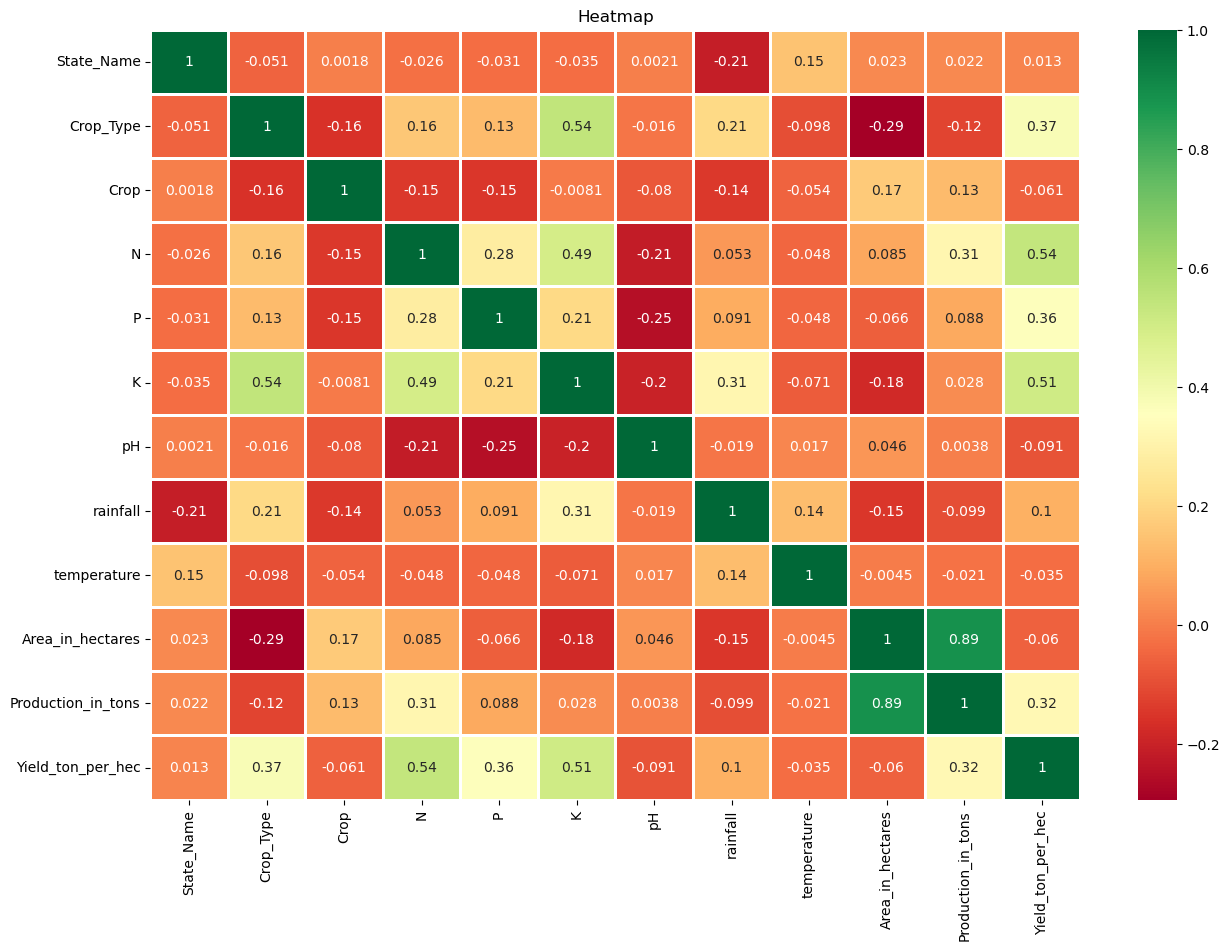 Heatmap
State_Name 1 -0.051 0.0018 -0.026 -0.031 -0.035 0.0021 -0.21 0.15 0.023 0.022 0.013
Crop_Type -0.051 1 -0.16 0.16 0.13 0.54 -0.016 0.21 -0.098 -0.29 -0.12 0.37
Crop 0.0018 -0.16 1 -0.15 -0.15 -0.0081 -0.08 -0.14 -0.054 0.17 0.13 -0.061
N -0.026 0.16 -0.15 1 0.28 0.49 -0.21 0.053 -0.048 0.085 0.31 0.54
P -0.031 0.13 -0.15 0.28 1 0.21 -0.25 0.091 -0.048 -0.066 0.088 0.36
K -0.035 0.54 -0.0081 0.49 0.21 1 -0.2 0.31 -0.071 -0.18 0.028 0.51
pH 0.0021 -0.016 -0.08 -0.21 -0.25 -0.2 1 -0.019 0.017 0.046 0.0038 -0.091
rainfall -0.21 0.21 -0.14 0.053 0.091 0.31 -0.019 1 0.14 -0.15 -0.099 0.1
temperature 0.15 -0.098 -0.054 -0.048 -0.048 -0.071 0.017 0.14 1 -0.0045 -0.021 -0.035
Area_in_hectares 0.023 -0.29 0.17 0.085 -0.066 -0.18 0.046 -0.15 -0.0045 1 0.89 -0.06
Production_in_tons 0.022 -0.12 0.13 0.31 0.088 0.028 0.0038 -0.099 -0.021 0.89 1 0.32
Yield_ton_per_hec 0.013 0.37 -0.061 0.54 0.36 0.51 -0.091 0.1 -0.035 -0.06 0.32 1
State_Name
Crop_Type
Crop
N
P
K
pH
rainfall
temperature
Area_in_hectares
Production_in_tons
Yield_ton_per_hec
1.0
0.8
0.6
0.4
0.2
0.0
−0.2